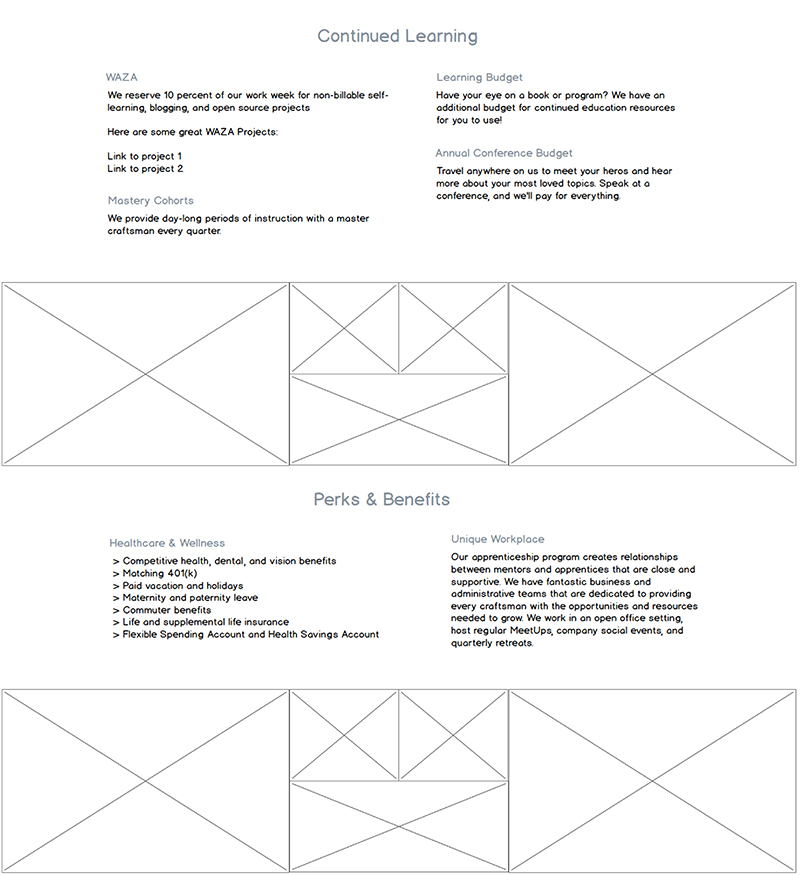 Continued Learning
WAZA
We reserve 10 percent of our work week for non-billable self-
learning, blogging, and open source projects
Here are some great WAZA Projects:
Link to project 1
Link to project 2
Mastery Cohorts
We provide day-long periods of instruction with a master
craftsman every quarter.
Learning Budget
Have your eye on a book or program? We have an
additional budget for continued education resources
for you to use!
Annual Conference Budget
Travel anywhere on us to meet your heros and hear
more about your most loved topics. Speak at a
conference, and we'll pay for everything.
Perks & Benefits
Healthcare & Wellness
> Competitive health, dental, and vision benefits
> Matching 401(k)
> Paid vacation and holidays
> Maternity and paternity leave
> Commuter benefits
> Life and supplemental life insurance
> Flexible Spending Account and Health Savings Account
Unique Workplace
Our apprenticeship program creates relationships
between mentors and apprentices that are close and
supportive. We have fantastic business and
administrative teams that are dedicated to providing
every craftsman with the opportunities and resources
needed to grow. We work in an open office setting,
host regular MeetUps, company social events, and
quarterly retreats.